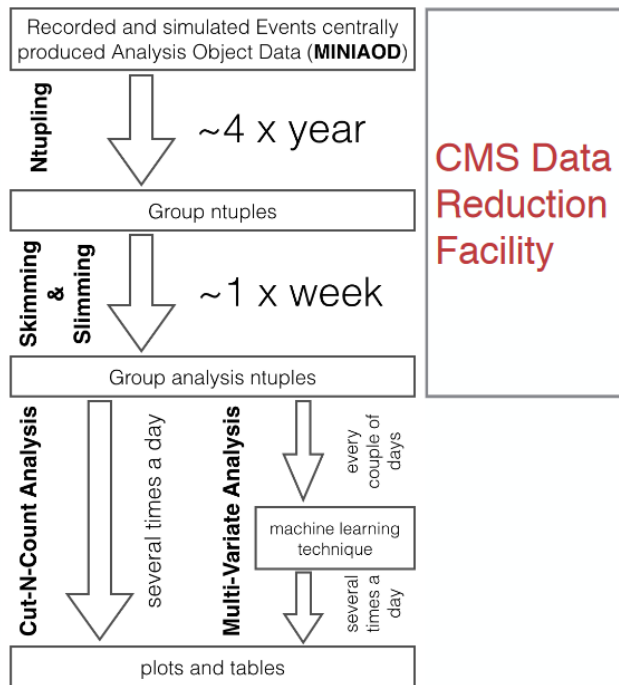 Recorded and simulated Events centrally
produced Analysis Object Data (MINIAOD)
Ntupling
~4 x year
CMS Data
Reduction
Facility
Group ntuples
Skimming
&
Slimming
~1 x week
Group analysis ntuples
Cut-N-Count Analysis
several times a day
Multi-Variate Analysis
every
couple of
days
machine learning
technique
several
times a
day
plots and tables